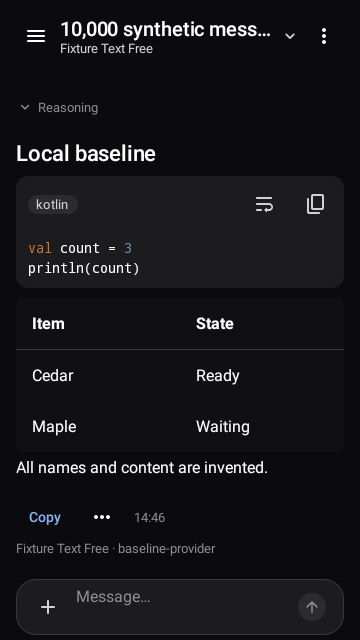 10,000 synthetic mess…
Fixture Text Free
Reasoning
Local baseline
kotlin
val count = 3
println(count)
Item State
Cedar Ready
Maple Waiting
All names and content are invented.
Copy ••• 14:46
Fixture Text Free · baseline-provider
Message…